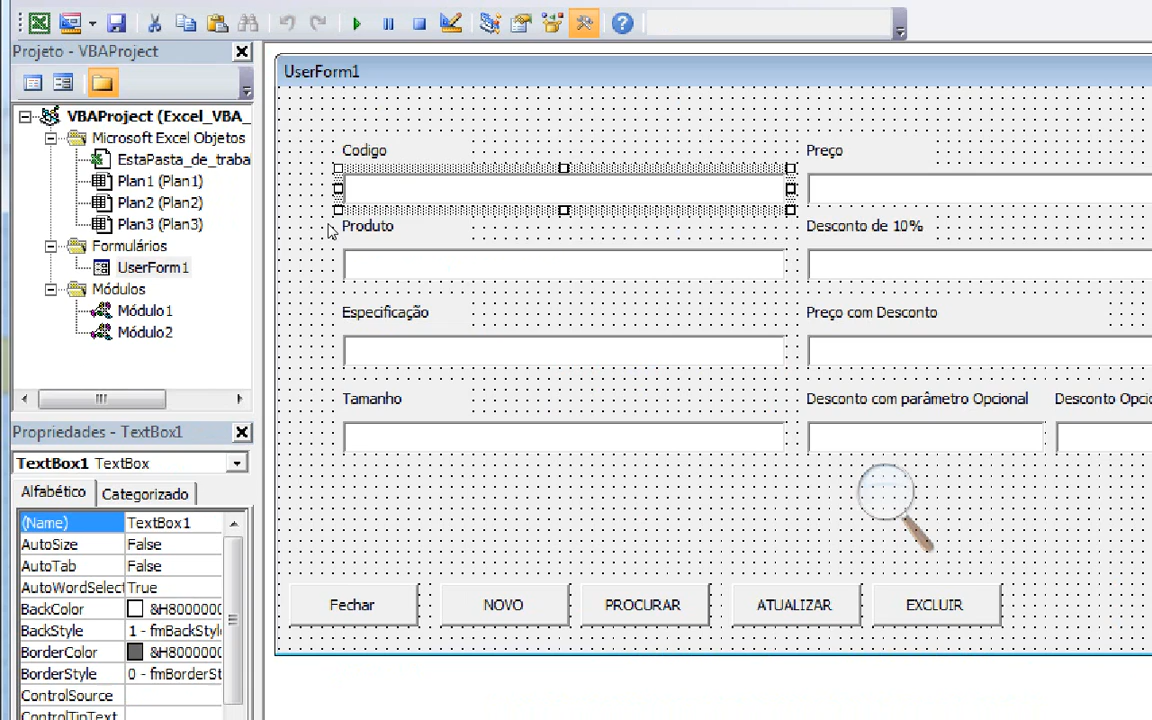 Projeto - VBAProject
VBAProject (Excel_VBA_
Microsoft Excel Objetos
EstaPasta_de_traba
Plan1 (Plan1)
Plan2 (Plan2)
Plan3 (Plan3)
Formulários
UserForm1
Módulos
Módulo1
Módulo2
Propriedades - TextBox1
TextBox1 TextBox
Alfabético Categorizado
(Name) TextBox1
AutoSize False
AutoTab False
AutoWordSelect True
BackColor &H8000000
BackStyle 1 - fmBackStyl
BorderColor &H8000000
BorderStyle 0 - fmBorderSt
ControlSource
ControlTipText
UserForm1
Codigo Preço
Produto Desconto de 10%
Especificação Preço com Desconto
Tamanho Desconto com parâmetro Opcional Desconto Opcio
Fechar NOVO PROCURAR ATUALIZAR EXCLUIR